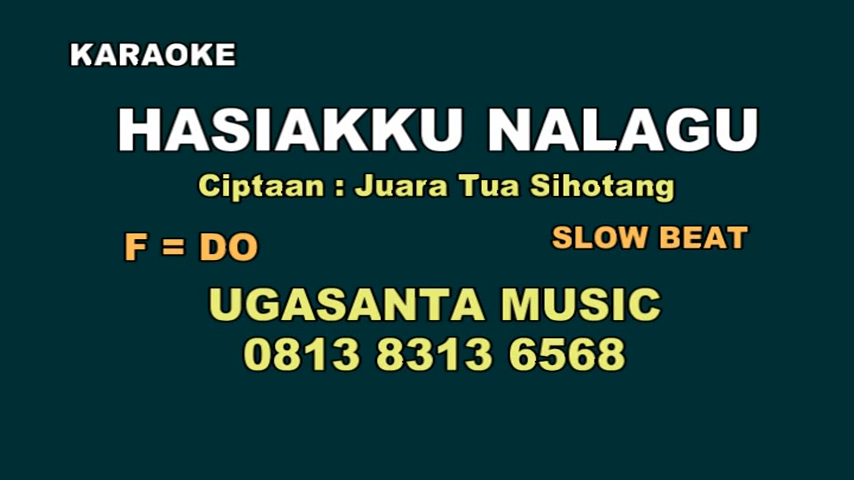 KARAOKE
HASIAKKU NALAGU
Ciptaan : Juara Tua Sihotang
F = DO
SLOW BEAT
UGASANTA MUSIC
0813 8313 6568